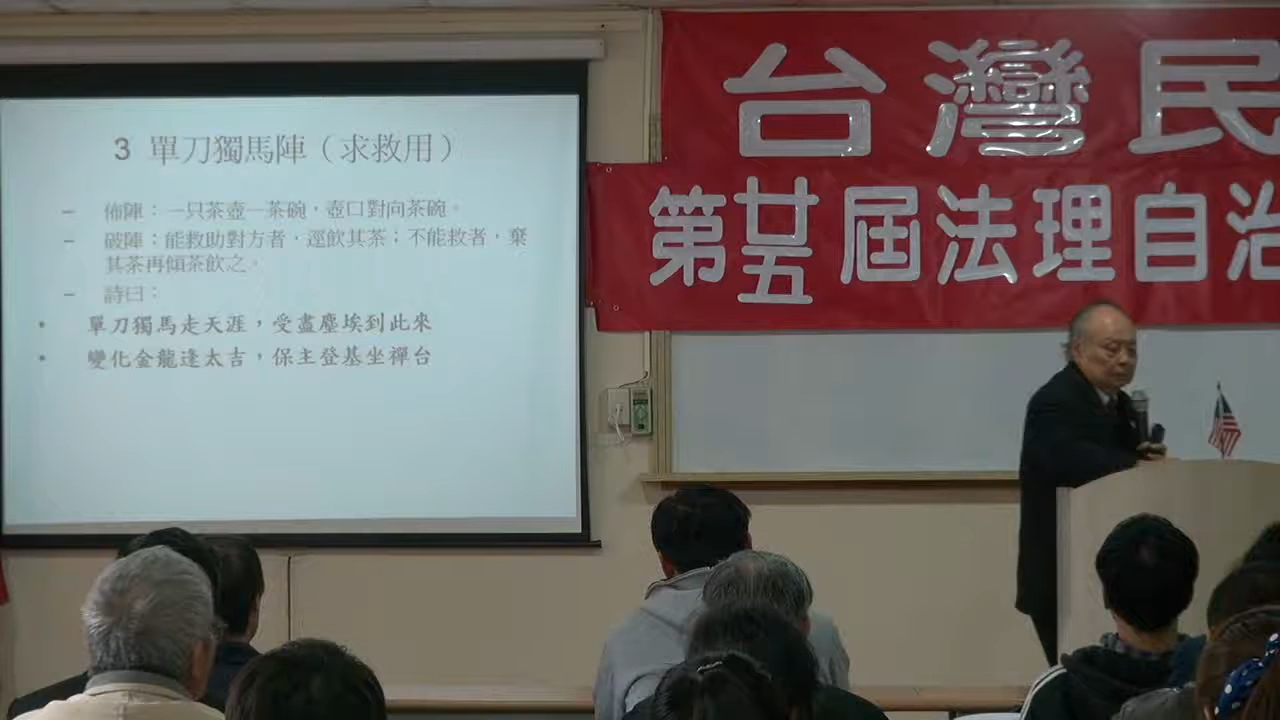 3 單刀獨馬陣（求救用）
– 佈陣：一只茶壺一茶碗，壺口對向茶碗。
– 破陣：能救助對方者，逕飲其茶；不能救者，棄
其茶再傾茶飲之。
– 詩曰：
• 單刀獨馬走天涯，受盡塵埃到此來
• 變化金龍逢太吉，保主登基坐禪台
台灣民
第廿五屆法理自治